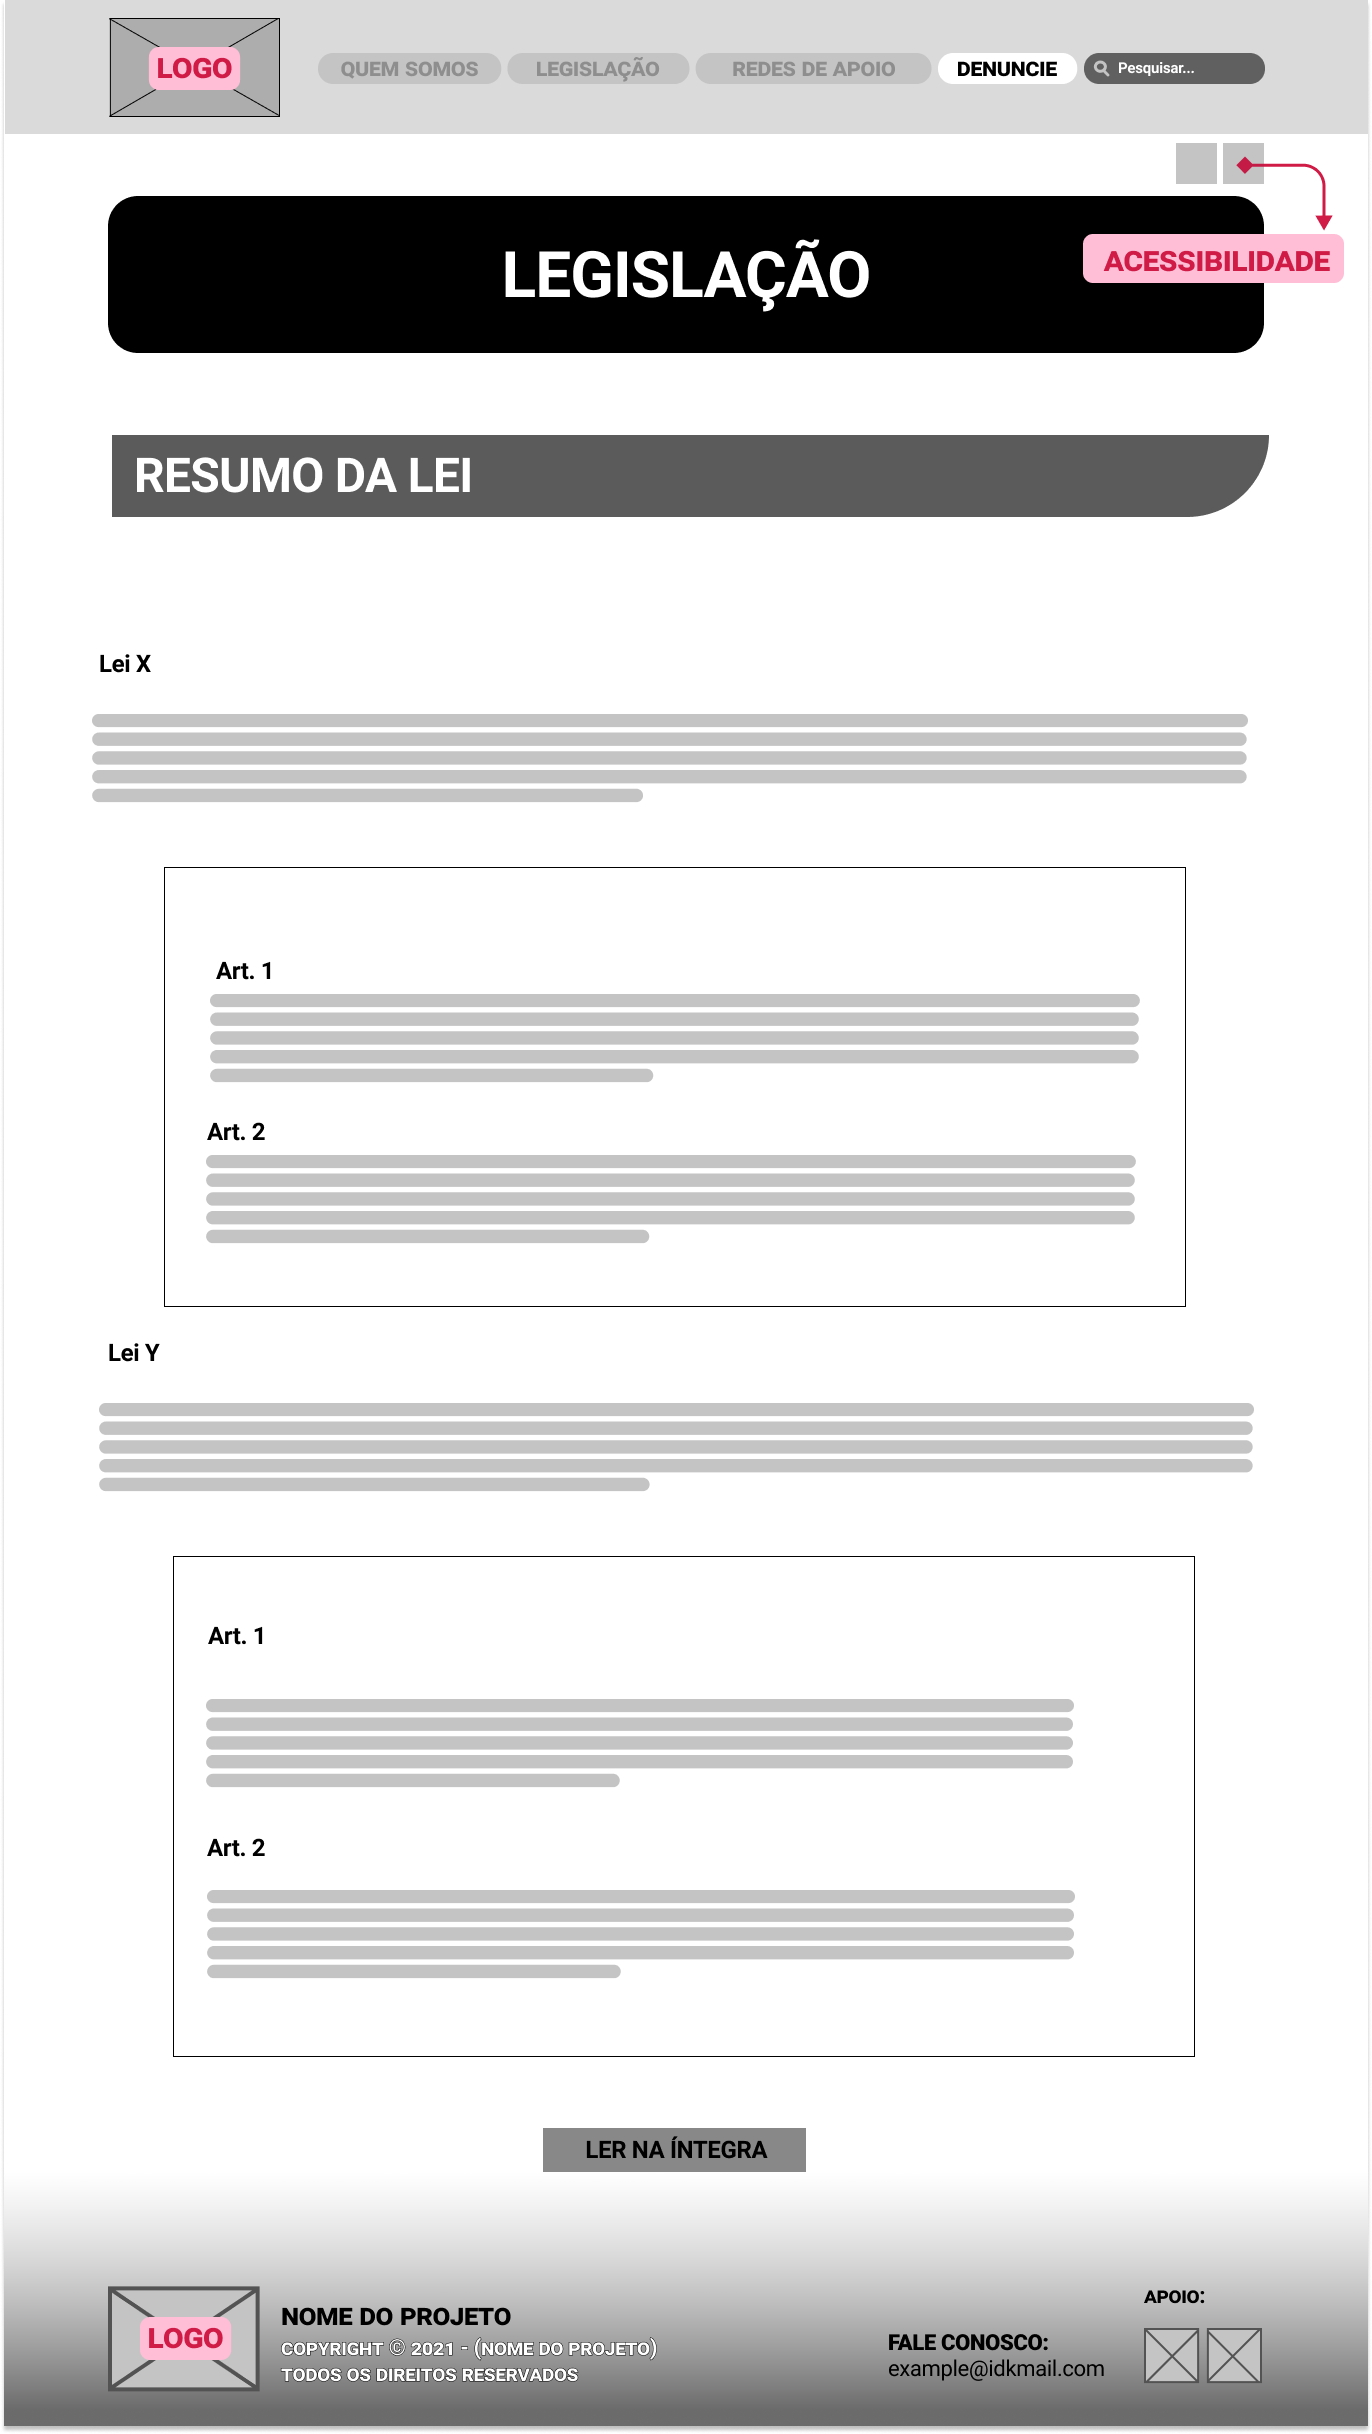 LOGO
QUEM SOMOS
LEGISLAÇÃO
REDES DE APOIO
DENUNCIE
Pesquisar...
LEGISLAÇÃO
ACESSIBILIDADE
RESUMO DA LEI
Lei X
Art. 1
Art. 2
Lei Y
Art. 1
Art. 2
LER NA ÍNTEGRA
LOGO
NOME DO PROJETO
COPYRIGHT © 2021 - (NOME DO PROJETO)
TODOS OS DIREITOS RESERVADOS
FALE CONOSCO:
example@idkmail.com
APOIO: